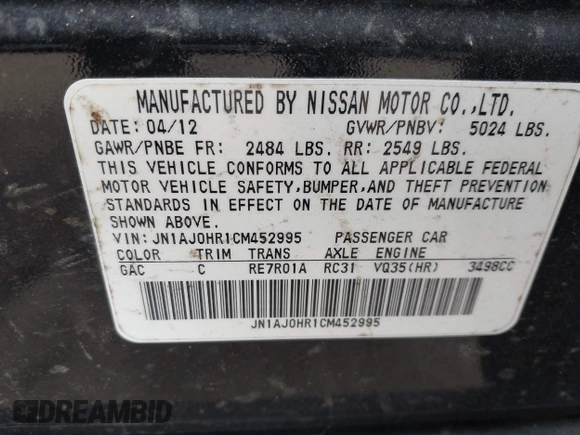 MANUFACTURED BY NISSAN MOTOR CO.,LTD.
DATE: 04/12 GVWR/PNBV: 5024 LBS.
GAWR/PNBE FR: 2484 LBS. RR: 2549 LBS.
THIS VEHICLE CONFORMS TO ALL APPLICABLE FEDERAL
MOTOR VEHICLE SAFETY,BUMPER,AND THEFT PREVENTION
STANDARDS IN EFFECT ON THE DATE OF MANUFACTURE
SHOWN ABOVE.
VIN: JN1AJ0HR1CM452995 PASSENGER CAR
COLOR TRIM TRANS AXLE ENGINE
GAC C RE7R01A RC31 VQ35(HR) 3498CC
JN1AJ0HR1CM452995
DREAMBID